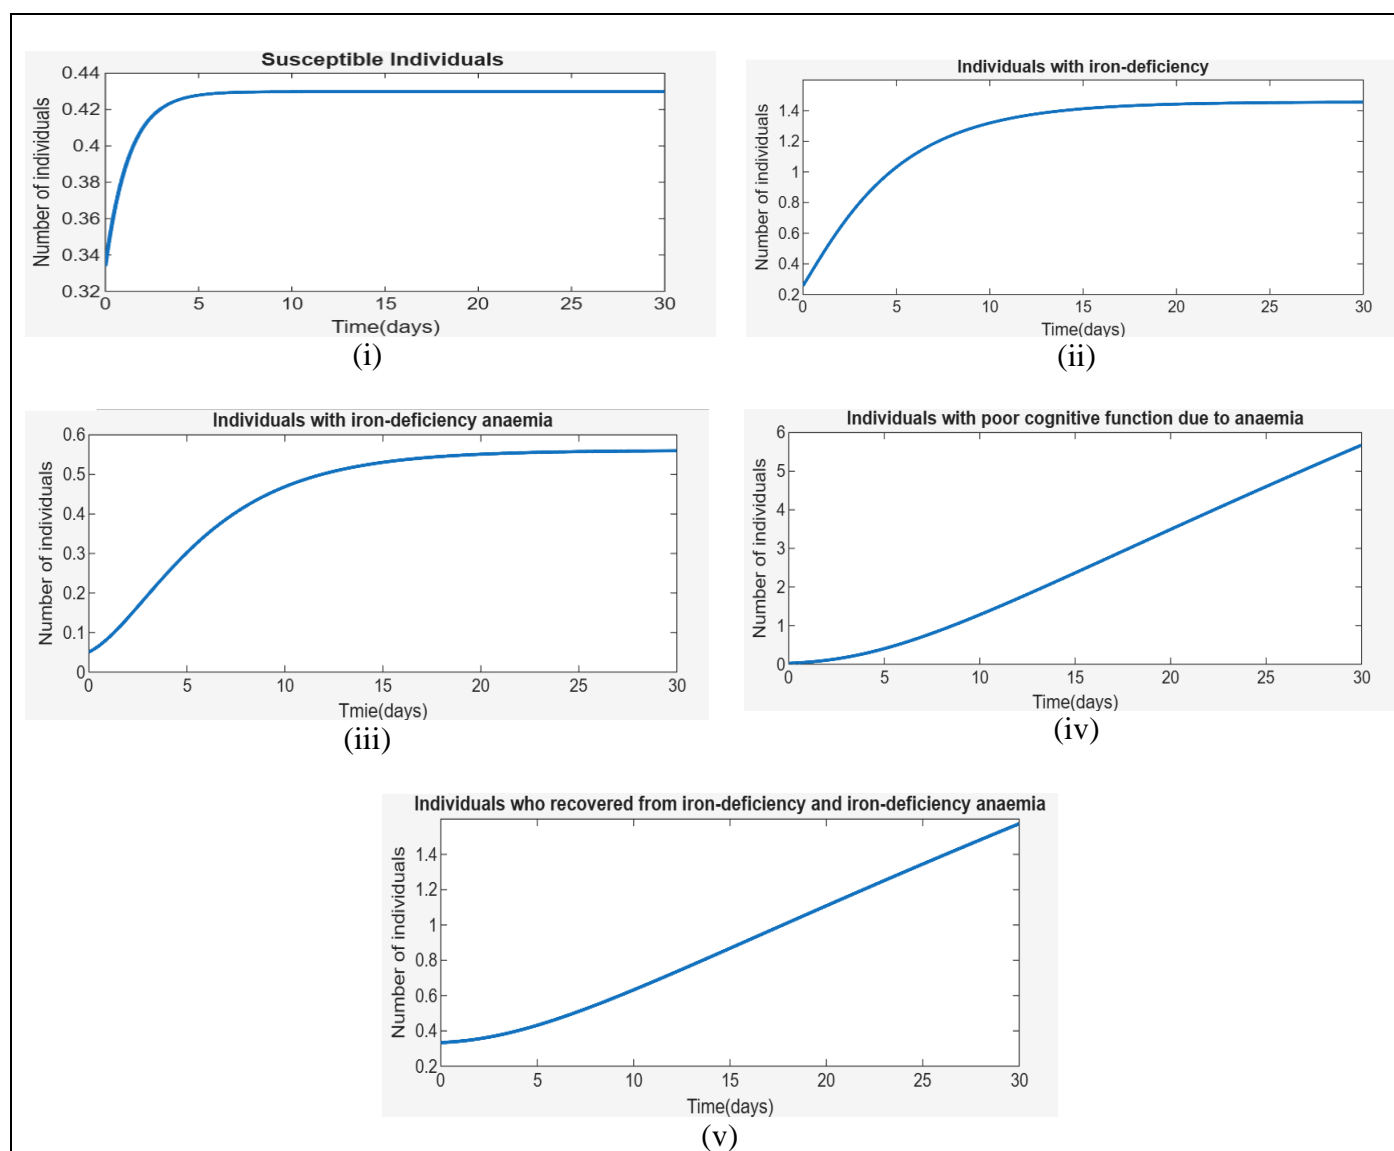 Susceptible Individuals
Number of individuals
0.44
0.42
0.4
0.38
0.36
0.34
0.32
0 5 10 15 20 25 30
Time(days)
(i)
Individuals with iron-deficiency
Number of individuals
1.4
1.2
1
0.8
0.6
0.4
0.2
0 5 10 15 20 25 30
Time(days)
(ii)
Individuals with iron-deficiency anaemia
Number of individuals
0.6
0.5
0.4
0.3
0.2
0.1
0
0 5 10 15 20 25 30
Tmie(days)
(iii)
Individuals with poor cognitive function due to anaemia
Number of individuals
6
5
4
3
2
1
0
0 5 10 15 20 25 30
Time(days)
(iv)
Individuals who recovered from iron-deficiency and iron-deficiency anaemia
Number of individuals
1.4
1.2
1
0.8
0.6
0.4
0.2
0 5 10 15 20 25 30
Time(days)
(v)